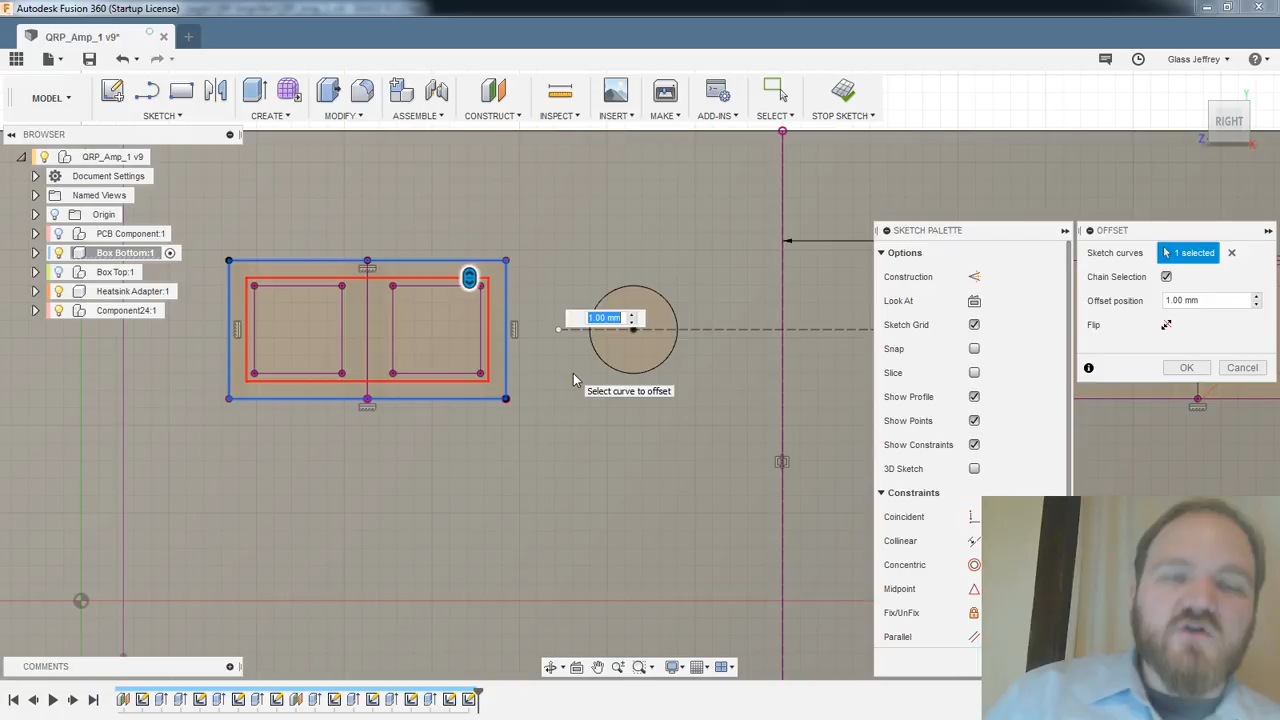 Autodesk Fusion 360 (Startup License)
QRP_Amp_1 v9*
Glass Jeffrey
MODEL
SKETCH
CREATE
MODIFY
ASSEMBLE
CONSTRUCT
INSPECT
INSERT
MAKE
ADD-INS
SELECT
STOP SKETCH
BROWSER
QRP_Amp_1 v9
Document Settings
Named Views
Origin
PCB Component:1
Box Bottom:1
Box Top:1
Heatsink Adapter:1
Component24:1
Y
RIGHT
Z
X
1.00 mm
Select curve to offset
SKETCH PALETTE
Options
Construction
Look At
Sketch Grid
Snap
Slice
Show Profile
Show Points
Show Constraints
3D Sketch
Constraints
Coincident
Collinear
Concentric
Midpoint
Fix/UnFix
Parallel
OFFSET
Sketch curves
1 selected
Chain Selection
Offset position
1.00 mm
Flip
OK
Cancel
COMMENTS